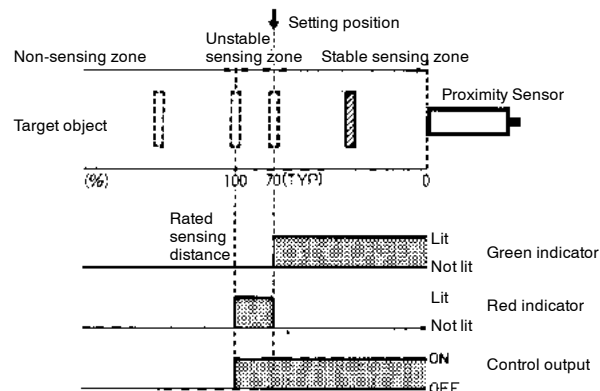 Setting position
Unstable
sensing zone
Non-sensing zone
Stable sensing zone
Proximity Sensor
Target object
(%)
100
70(TYP)
0
Rated
sensing
distance
Lit
Not lit
Green indicator
Lit
Not lit
Red indicator
ON
OFF
Control output